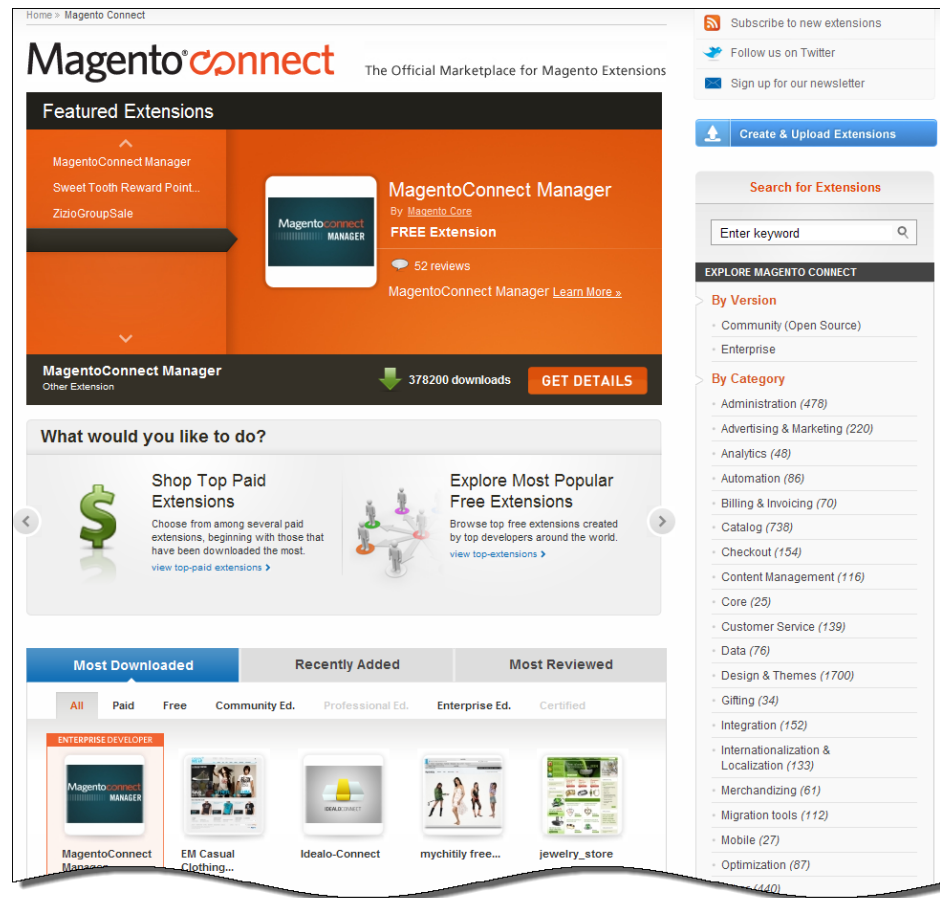 Home » Magento Connect
Magento® connect
The Official Marketplace for Magento Extensions
Featured Extensions
MagentoConnect Manager
Sweet Tooth Reward Point...
ZizioGroupSale
Magentoconnect
MANAGER
MagentoConnect Manager
By Magento Core
FREE Extension
52 reviews
MagentoConnect Manager Learn More »
MagentoConnect Manager
Other Extension
378200 downloads
GET DETAILS
What would you like to do?
Shop Top Paid
Extensions
Choose from among several paid
extensions, beginning with those that
have been downloaded the most.
view top-paid extensions
Explore Most Popular
Free Extensions
Browse top free extensions created
by top developers around the world.
view top-extensions
Most Downloaded
Recently Added
Most Reviewed
All Paid Free Community Ed. Professional Ed. Enterprise Ed. Certified
ENTERPRISE DEVELOPER
Magentoconnect
MANAGER
MagentoConnect
Manager
EM Casual
Clothing...
IDEALOCONNECT
Idealo-Connect
mychitily free...
jewelry_store
Subscribe to new extensions
Follow us on Twitter
Sign up for our newsletter
Create & Upload Extensions
Search for Extensions
Enter keyword
EXPLORE MAGENTO CONNECT
By Version
Community (Open Source)
Enterprise
By Category
Administration (478)
Advertising & Marketing (220)
Analytics (48)
Automation (86)
Billing & Invoicing (70)
Catalog (738)
Checkout (154)
Content Management (116)
Core (25)
Customer Service (139)
Data (76)
Design & Themes (1700)
Gifting (34)
Integration (152)
Internationalization &
Localization (133)
Merchandizing (61)
Migration tools (112)
Mobile (27)
Optimization (87)
(440)